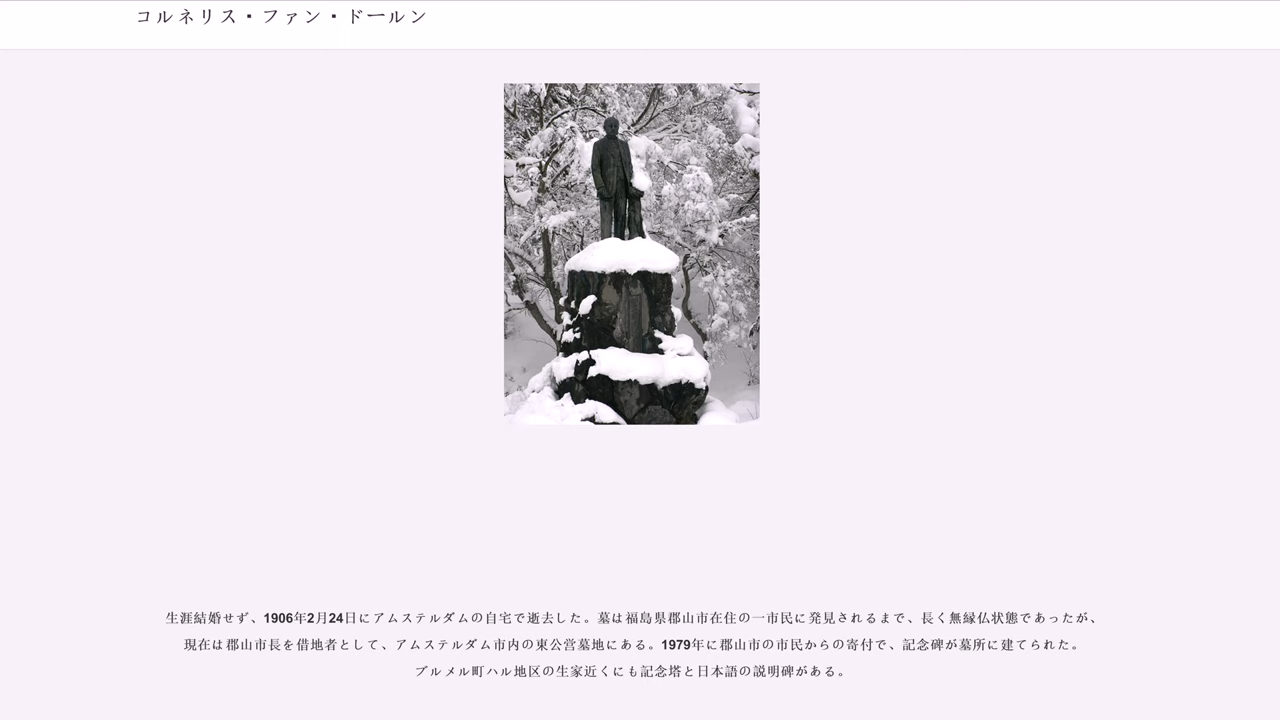 コルネリス・ファン・ドールン
生涯結婚せず、1906年2月24日にアムステルダムの自宅で逝去した。墓は福島県郡山市在住の一市民に発見されるまで、長く無縁仏状態であったが、
現在は郡山市長を借地者として、アムステルダム市内の東公営墓地にある。1979年に郡山市の市民からの寄付で、記念碑が墓所に建てられた。
ブルメル町ハル地区の生家近くにも記念塔と日本語の説明碑がある。